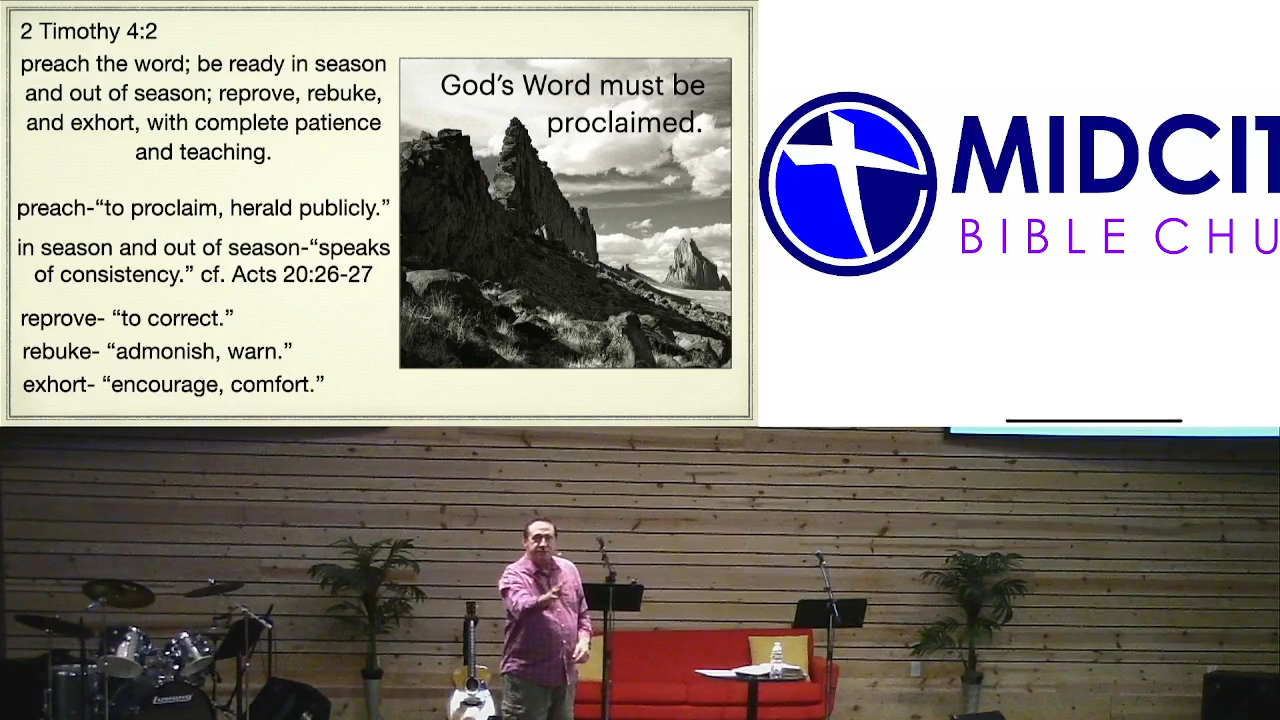 2 Timothy 4:2
preach the word; be ready in season
and out of season; reprove, rebuke,
and exhort, with complete patience
and teaching.
preach-“to proclaim, herald publicly.”
in season and out of season-“speaks
of consistency.” cf. Acts 20:26-27
reprove- “to correct.”
rebuke- “admonish, warn.”
exhort- “encourage, comfort.”
God’s Word must be
proclaimed.
MIDCIT
BIBLE CHU